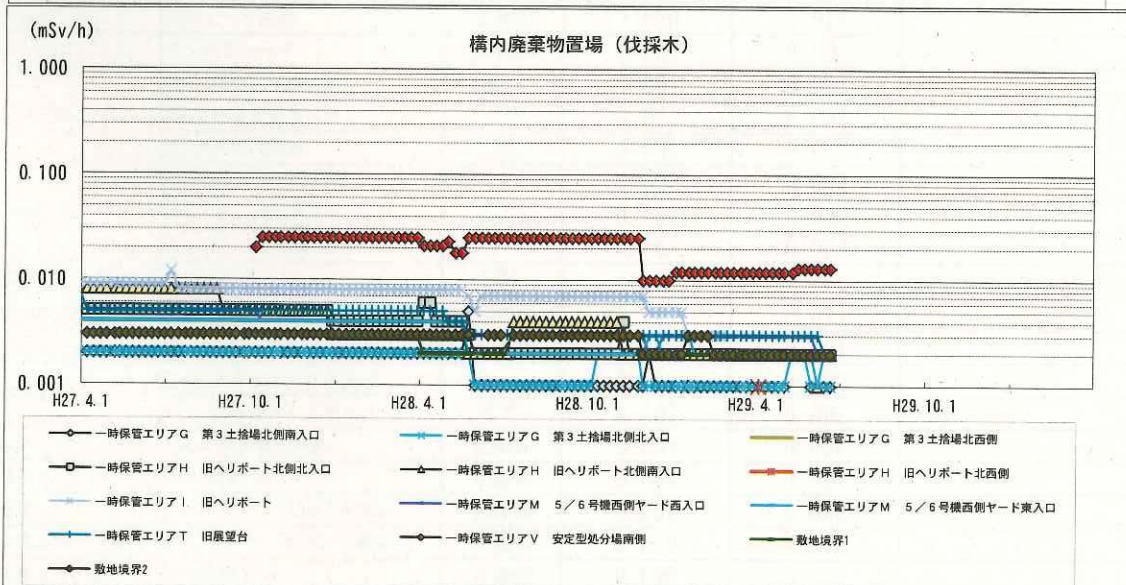 (mSv/h)
構内廃棄物置場（伐採木）
1.000
0.100
0.010
0.001
H27.4.1 H27.10.1 H28.4.1 H28.10.1 H29.4.1 H29.10.1
一時保管エリアG 第３土捨場北側南入口 一時保管エリアG 第３土捨場北側北入口 一時保管エリアG 第３土捨場北西側
一時保管エリアH 旧ヘリポート北側北入口 一時保管エリアH 旧ヘリポート北側南入口 一時保管エリアH 旧ヘリポート北西側
一時保管エリアI 旧ヘリポート 一時保管エリアM ５／６号機西側ヤード西入口 一時保管エリアM ５／６号機西側ヤード東入口
一時保管エリアT 旧展望台 一時保管エリアV 安定型処分場南側 敷地境界1
敷地境界2